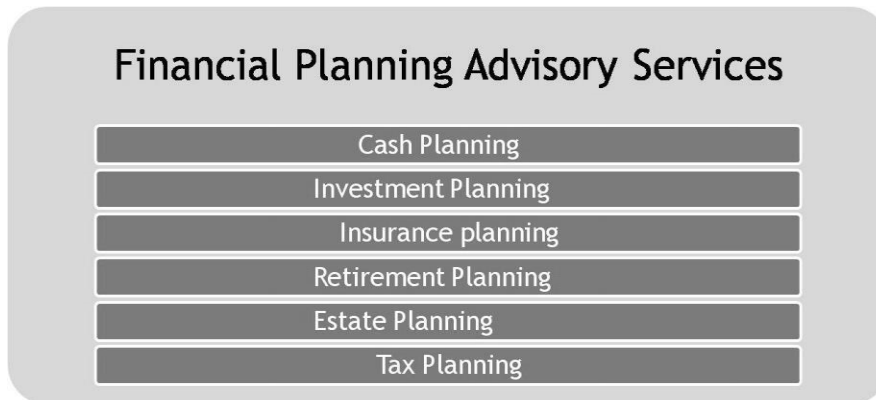 Financial Planning Advisory Services
Cash Planning
Investment Planning
Insurance planning
Retirement Planning
Estate Planning
Tax Planning